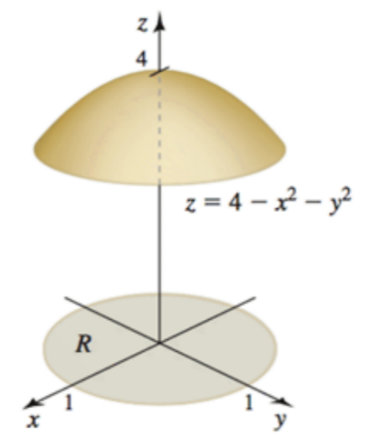 z
4
z = 4 − x² − y²
R
1
1
x
y